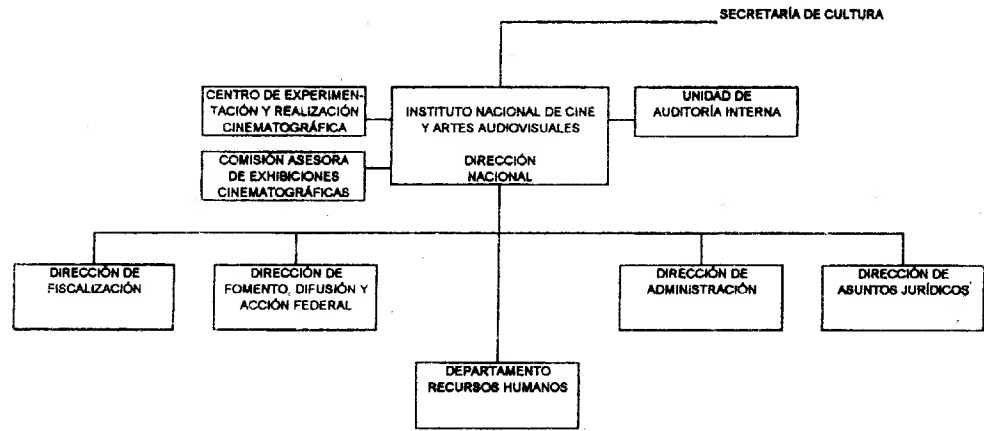 SECRETARÍA DE CULTURA
CENTRO DE EXPERIMEN-
TACIÓN Y REALIZACIÓN
CINEMATOGRÁFICA
INSTITUTO NACIONAL DE CINE
Y ARTES AUDIOVISUALES
DIRECCIÓN
NACIONAL
UNIDAD DE
AUDITORÍA INTERNA
COMISIÓN ASESORA
DE EXHIBICIONES
CINEMATOGRÁFICAS
DIRECCIÓN DE
FISCALIZACIÓN
DIRECCIÓN DE
FOMENTO, DIFUSIÓN Y
ACCIÓN FEDERAL
DIRECCIÓN DE
ADMINISTRACIÓN
DIRECCIÓN DE
ASUNTOS JURÍDICOS
DEPARTAMENTO
RECURSOS HUMANOS